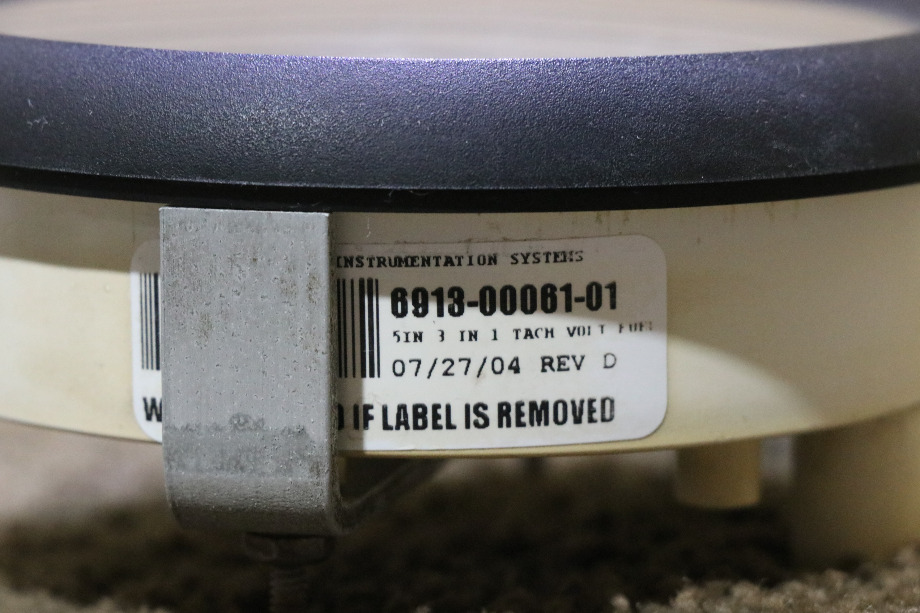 INSTRUMENTATION SYSTEMS
6913-00061-01
5IN 3 IN 1 TACH VOLT FUEL
07/27/04 REV D
IF LABEL IS REMOVED